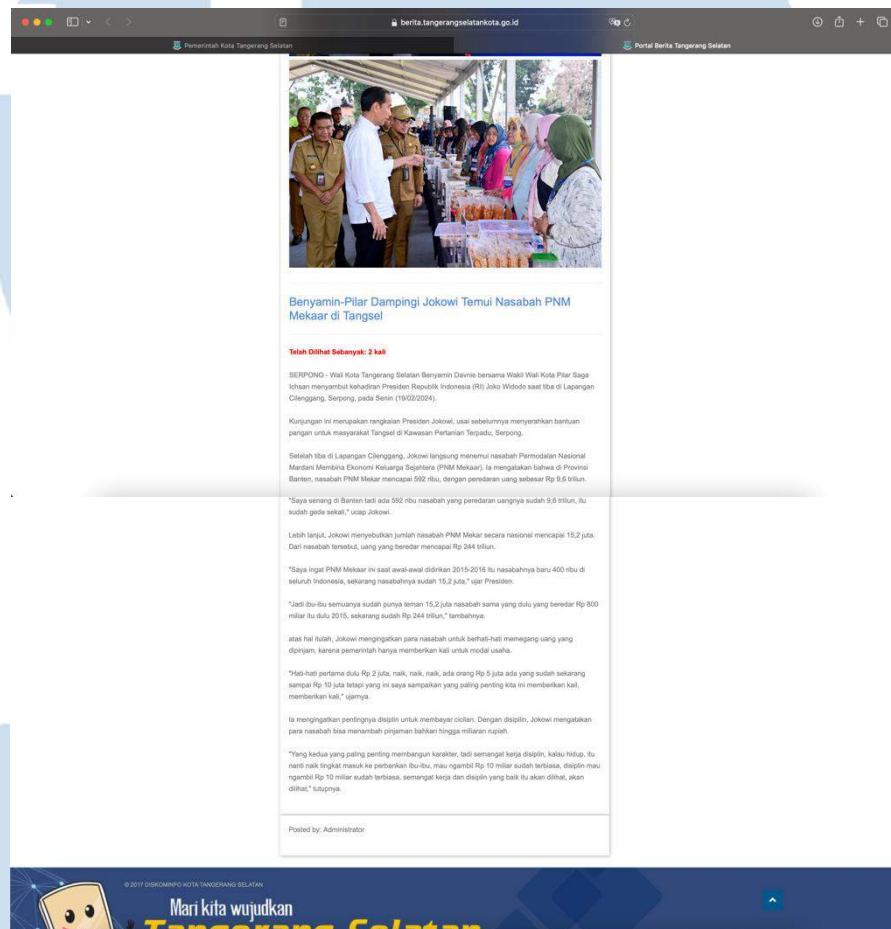 berita.tangerangselatankota.go.id
Pemerintah Kota Tangerang Selatan
Portal Berita Tangerang Selatan
Benyamin-Pilar Dampingi Jokowi Temui Nasabah PNM
Mekaar di Tangsel
Telah Dilihat Sebanyak: 2 kali
SERPONG - Wali Kota Tangerang Selatan Benyamin Davnie bersama Wakil Wali Kota Pilar Saga
Ichsan menyambut kehadiran Presiden Republik Indonesia (RI) Joko Widodo saat tiba di Lapangan
Cilenggang, Serpong, pada Senin (19/02/2024).
Kunjungan ini merupakan rangkaian Presiden Jokowi, usai sebelumnya menyerahkan bantuan
pangan untuk masyarakat Tangsel di Kawasan Pertanian Terpadu, Serpong.
Setelah tiba di Lapangan Cilenggang, Jokowi langsung menemui nasabah Permodalan Nasional
Mardani Membina Ekonomi Keluarga Sejahtera (PNM Mekaar). Ia mengatakan bahwa di Provinsi
Banten, nasabah PNM Mekar mencapai 592 ribu, dengan peredaran uang sebesar Rp 9,6 triliun.
"Saya senang di Banten tadi ada 592 ribu nasabah yang peredaran uangnya sudah 9,6 triliun, itu
sudah gede sekali," ucap Jokowi.
Lebih lanjut, Jokowi menyebutkan jumlah nasabah PNM Mekar secara nasional mencapai 15,2 juta.
Dari nasabah tersebut, uang yang beredar mencapai Rp 244 triliun.
"Saya ingat PNM Mekaar ini saat awal-awal didirikan 2015-2016 itu nasabahnya baru 400 ribu di
seluruh Indonesia, sekarang nasabahnya sudah 15,2 juta," ujar Presiden.
"Jadi ibu-ibu semuanya sudah punya teman 15,2 juta nasabah sama yang dulu yang beredar Rp 800
miliar itu dulu 2015, sekarang sudah Rp 244 triliun," tambahnya.
atas hal itulah, Jokowi mengingatkan para nasabah untuk berhati-hati memegang uang yang
dipinjam, karena pemerintah hanya memberikan kali untuk modal usaha.
"Hati-hati pertama dulu Rp 2 juta, naik, naik, naik, ada orang Rp 5 juta ada yang sudah sekarang
sampai Rp 10 juta tetapi yang ini saya sampaikan yang paling penting kita ini memberikan kail,
memberikan kali," ujarnya.
Ia mengingatkan pentingnya disiplin untuk membayar cicilan. Dengan disiplin, Jokowi mengatakan
para nasabah bisa menambah pinjaman bahkan hingga miliaran rupiah.
"Yang kedua yang paling penting membangun karakter, tadi semangat kerja disiplin, kalau hidup, itu
nanti naik tingkat masuk ke perbankan ibu-ibu, mau ngambil Rp 10 miliar sudah terbiasa, disiplin mau
ngambil Rp 10 miliar sudah terbiasa, semangat kerja dan disiplin yang baik itu akan dilihat, akan
dilihat," tutupnya.
Posted by: Administrator
© 2017 DISKOMINFO KOTA TANGERANG SELATAN
Mari kita wujudkan
Tangerang Selatan